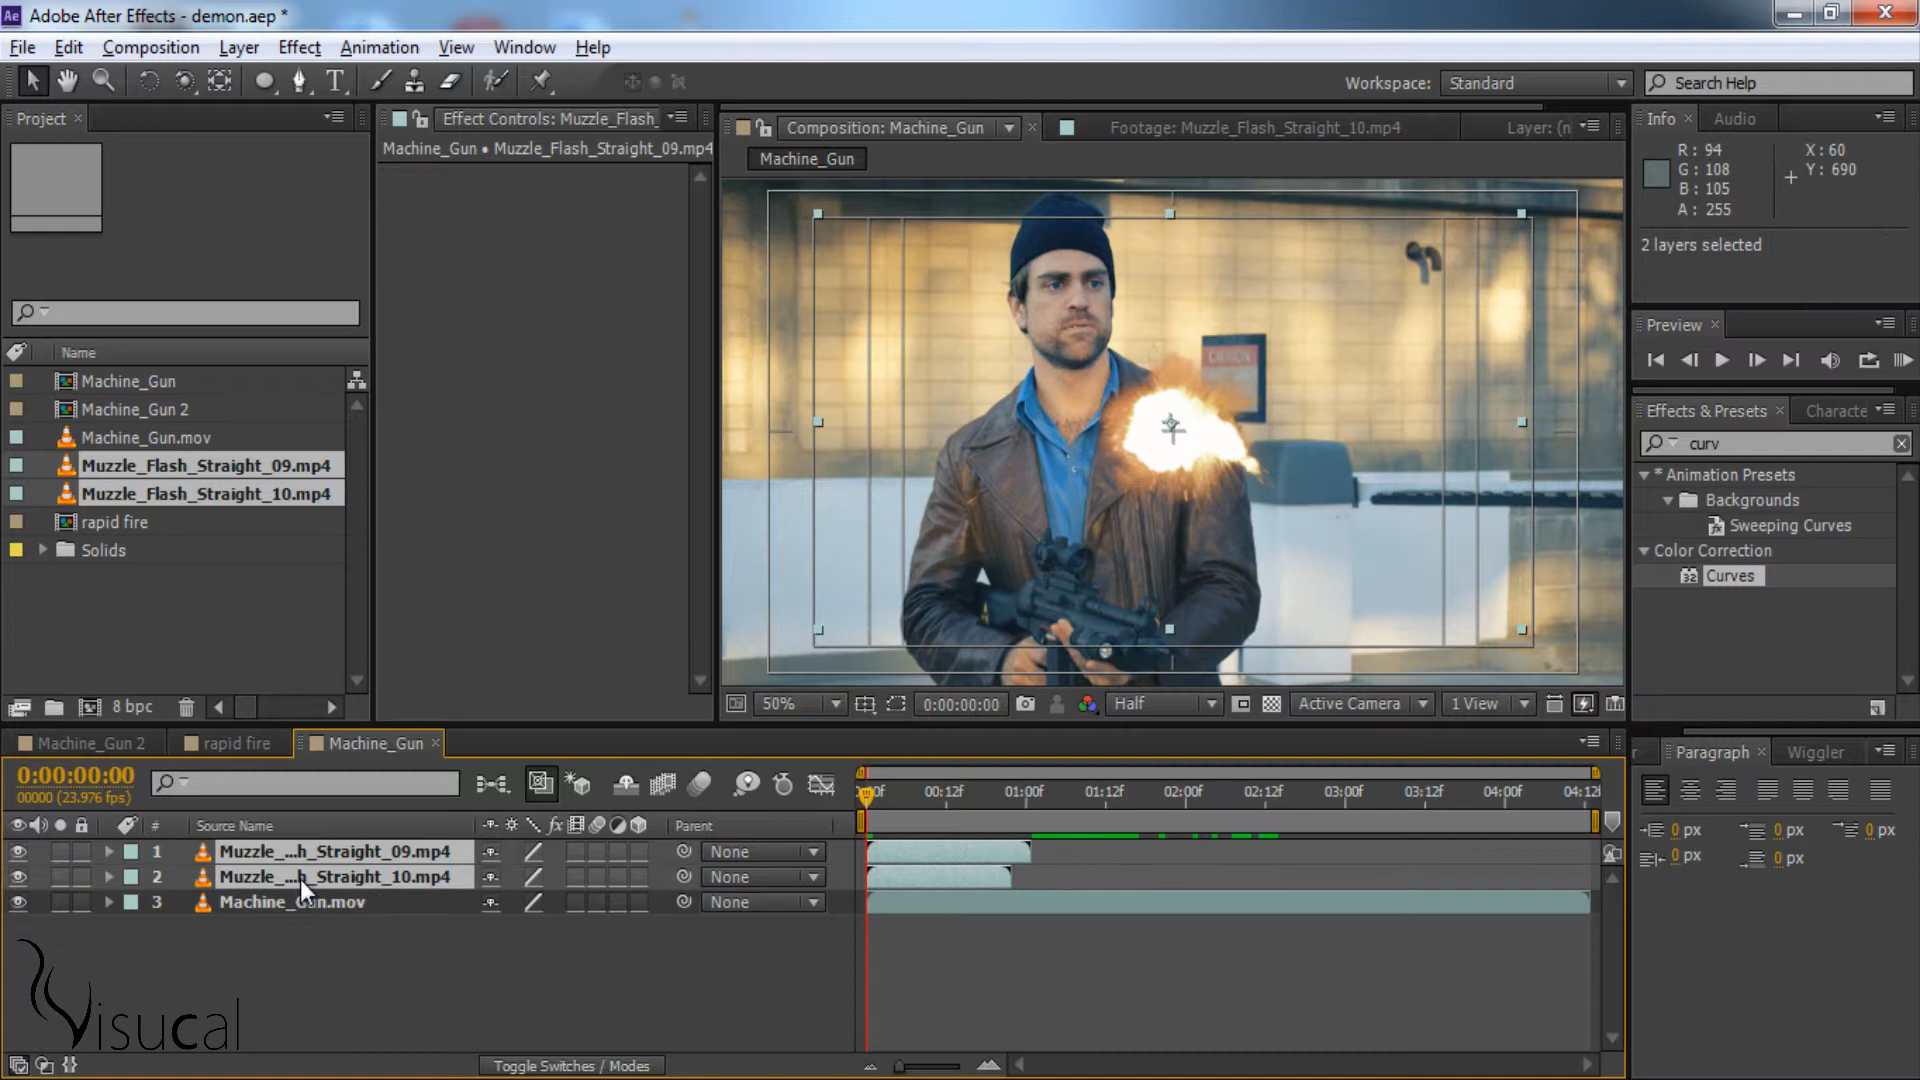 Ae Adobe After Effects - demon.aep *
File Edit Composition Layer Effect Animation View Window Help
T Workspace: Standard Search Help
Project
Name
Machine_Gun
Machine_Gun 2
Machine_Gun.mov
Muzzle_Flash_Straight_09.mp4
Muzzle_Flash_Straight_10.mp4
rapid fire
Solids
8 bpc
Effect Controls: Muzzle_Flash_
Machine_Gun • Muzzle_Flash_Straight_09.mp4
Composition: Machine_Gun Footage: Muzzle_Flash_Straight_10.mp4 Layer: (n
Machine_Gun
CAUTION
50% 0:00:00:00 Half Active Camera 1 View
Info Audio
R: 94 X: 60
G: 108 Y: 690
B: 105
A: 255
2 layers selected
Preview
Effects & Presets Characte
curv
* Animation Presets
Backgrounds
Sweeping Curves
Color Correction
32 Curves
Machine_Gun 2 rapid fire Machine_Gun
0:00:00:00
00000 (23.976 fps)
00f 00:12f 01:00f 01:12f 02:00f 02:12f 03:00f 03:12f 04:00f 04:12f
# Source Name fx Parent
1 Muzzle_...h_Straight_09.mp4 None
2 Muzzle_...h_Straight_10.mp4 None
3 Machine_Gun.mov None
Visucal
Toggle Switches / Modes
Paragraph Wiggler
0 px 0 px 0 px
0 px 0 px